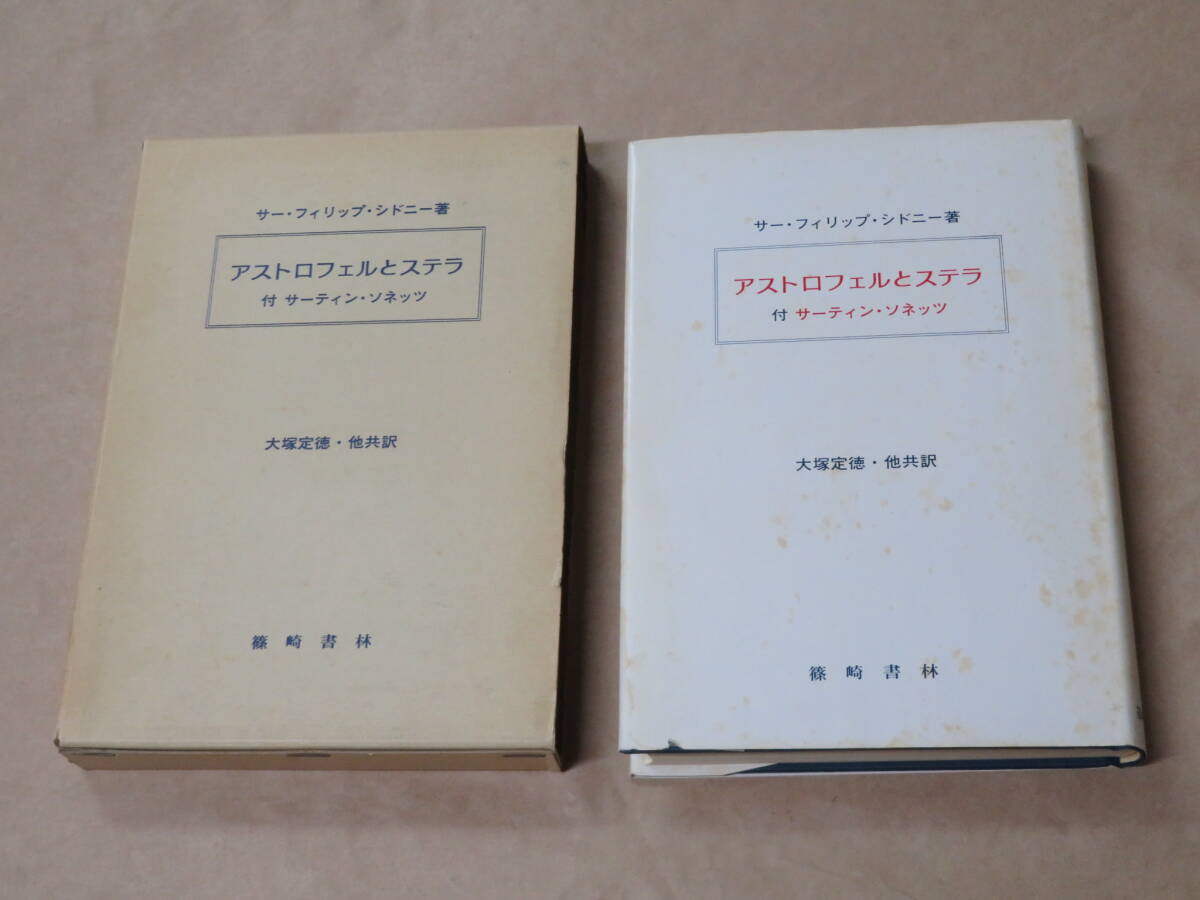 サー・フィリップ・シドニー著
アストロフェルとステラ
付 サーティン・ソネッツ
大塚定徳・他共訳
篠崎書林
サー・フィリップ・シドニー著
アストロフェルとステラ
付 サーティン・ソネッツ
大塚定徳・他共訳
篠崎書林